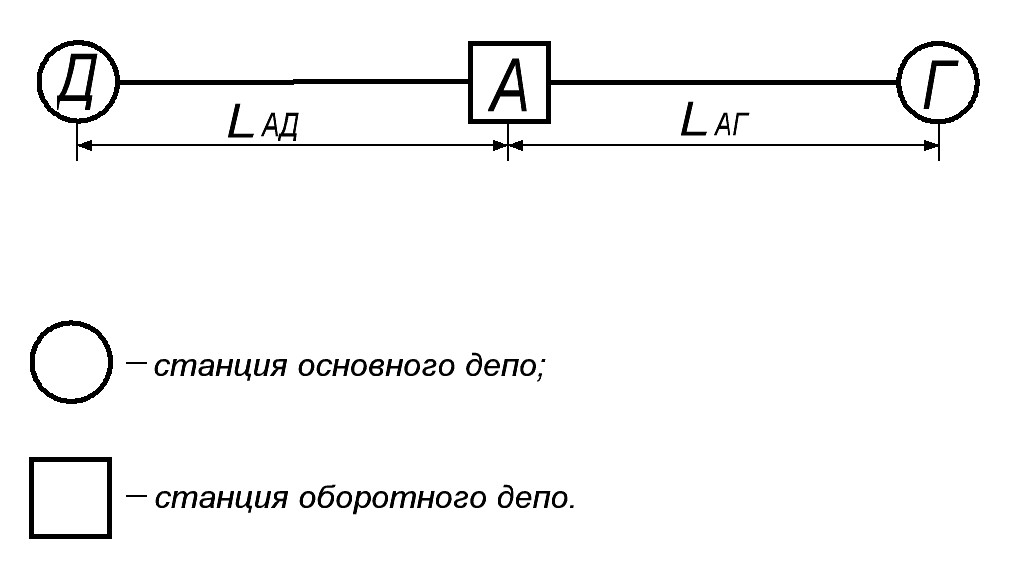 Д А Г
L АД L АГ
– станция основного депо;
– станция оборотного депо.